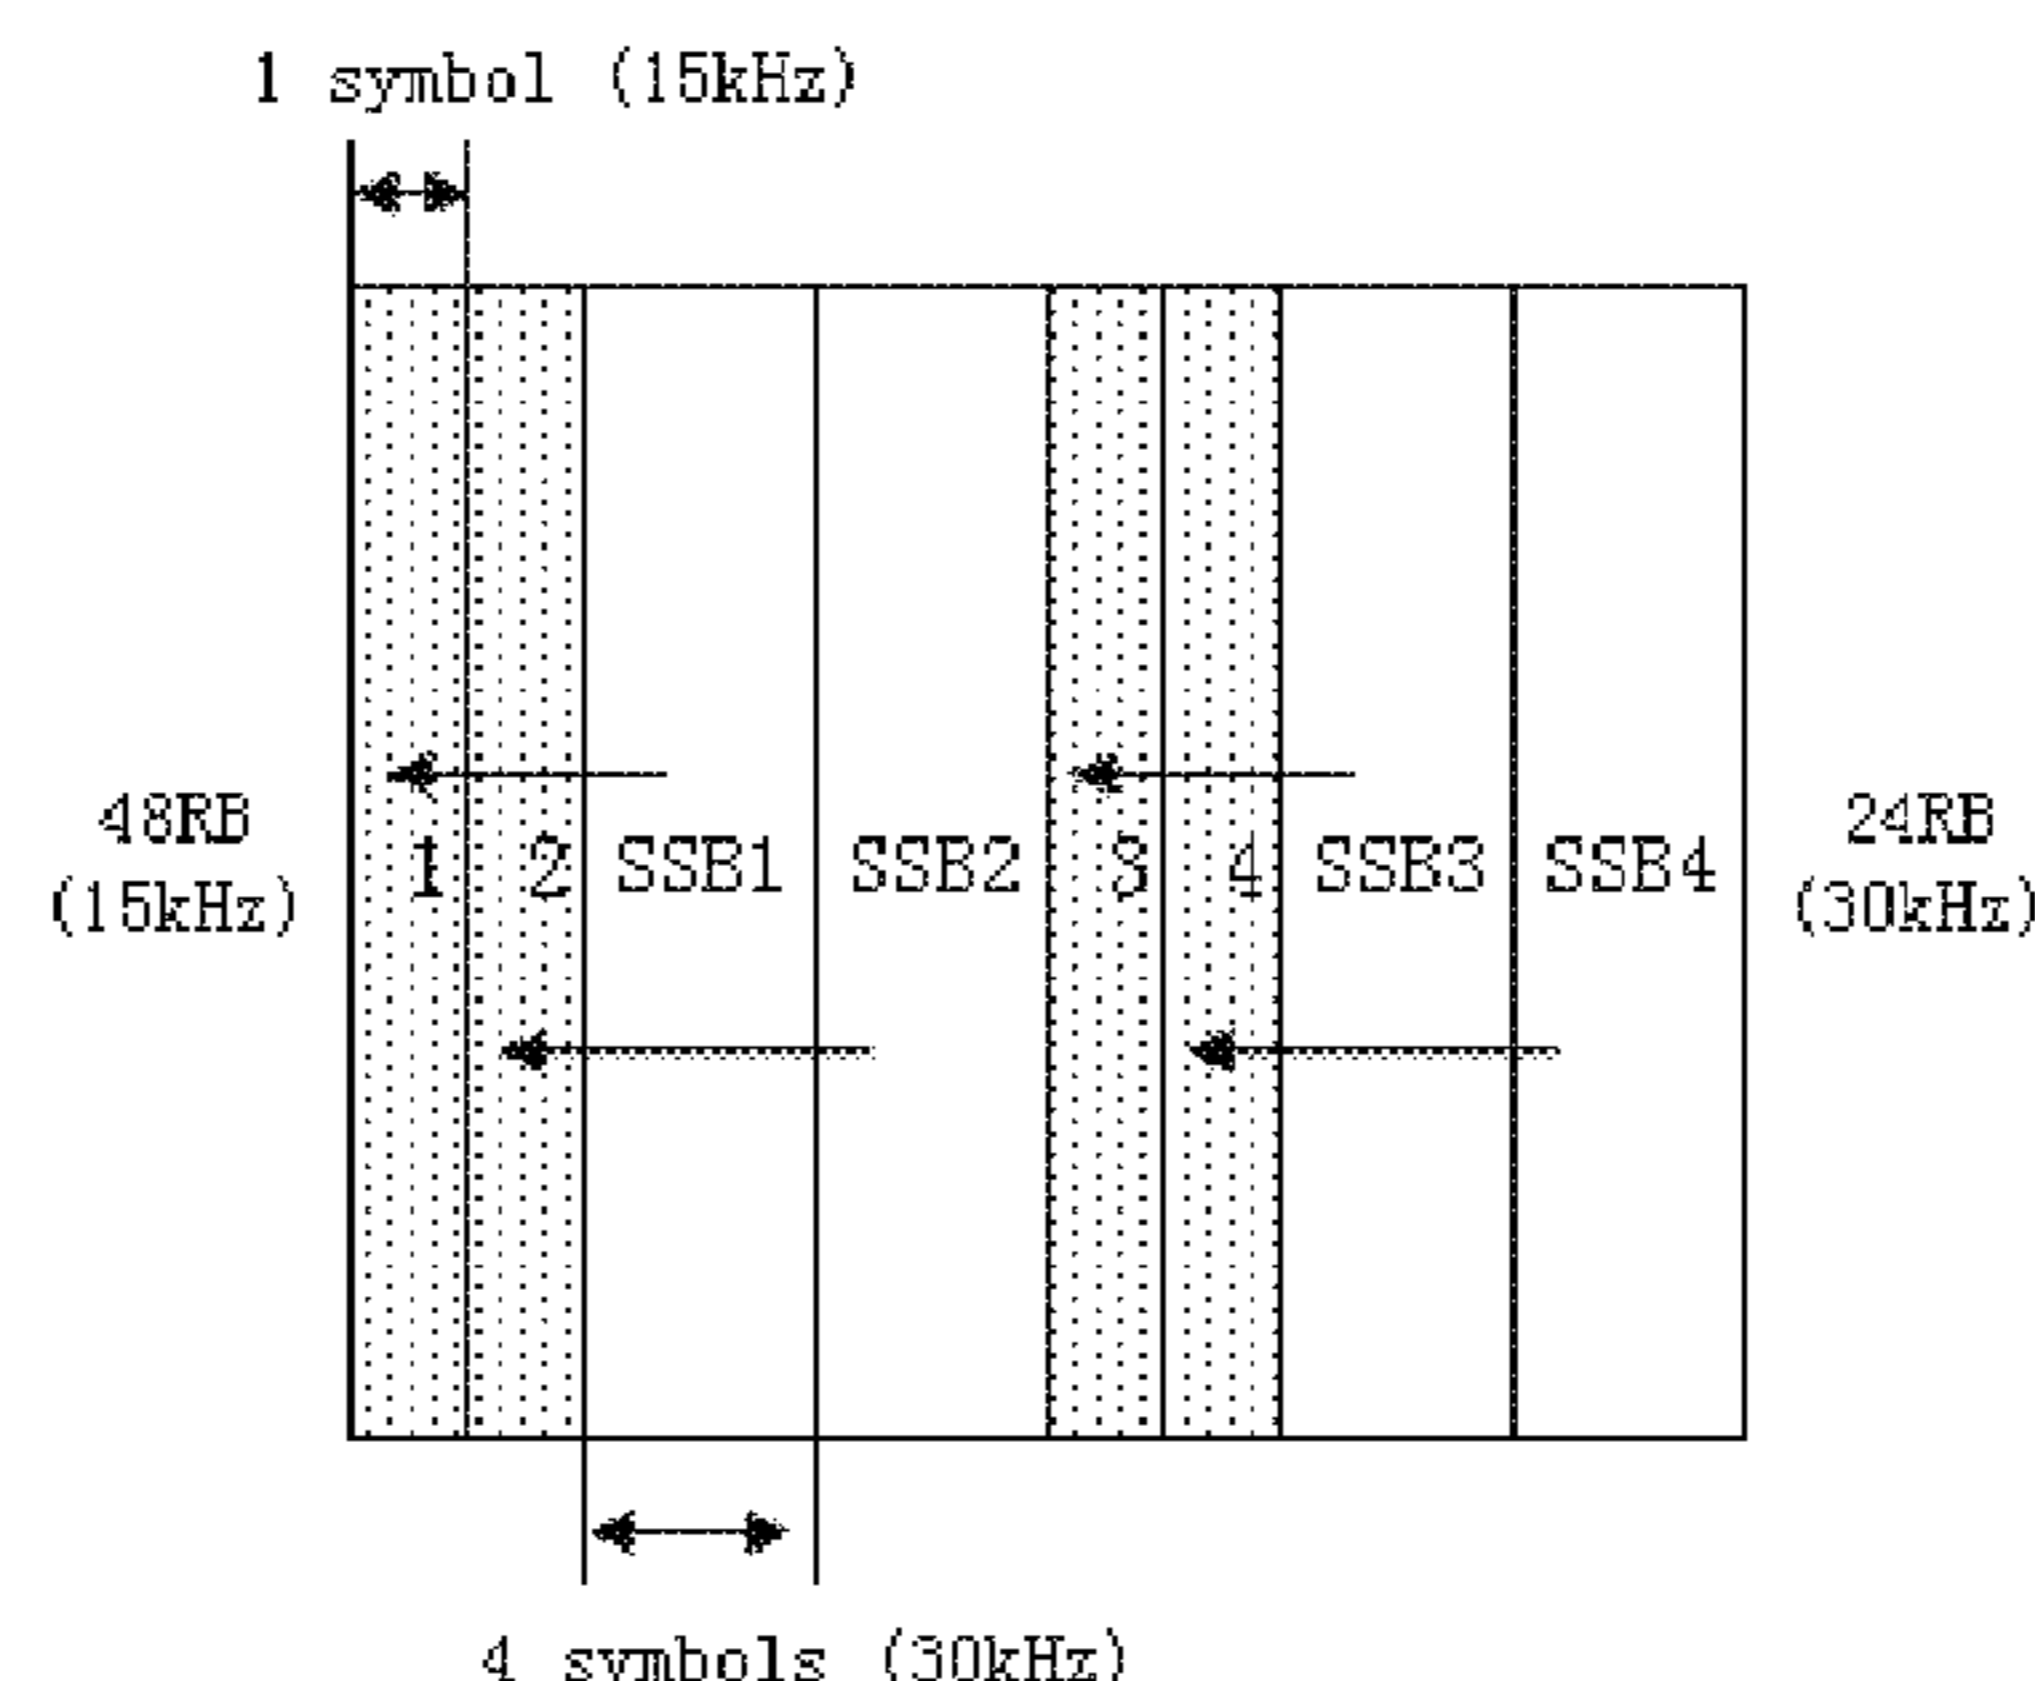 1 symbol (15kHz)
48RB
(15kHz)
1 2 SSB1 SSB2 3 4 SSB3 SSB4
24RB
(30kHz)
4 symbols (30kHz)